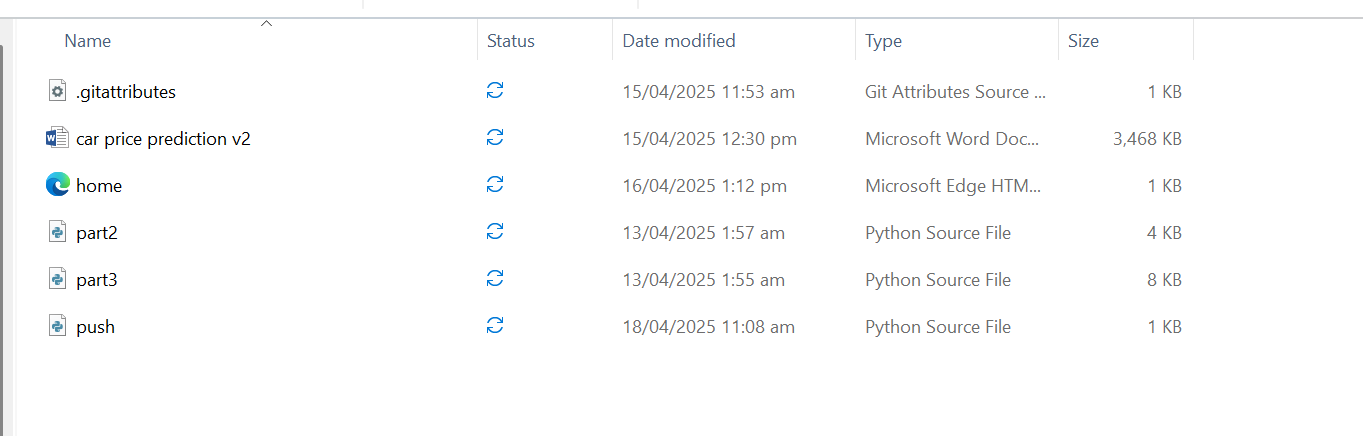 Name Status Date modified Type Size
.gitattributes 15/04/2025 11:53 am Git Attributes Source ... 1 KB
car price prediction v2 15/04/2025 12:30 pm Microsoft Word Doc... 3,468 KB
home 16/04/2025 1:12 pm Microsoft Edge HTM... 1 KB
part2 13/04/2025 1:57 am Python Source File 4 KB
part3 13/04/2025 1:55 am Python Source File 8 KB
push 18/04/2025 11:08 am Python Source File 1 KB